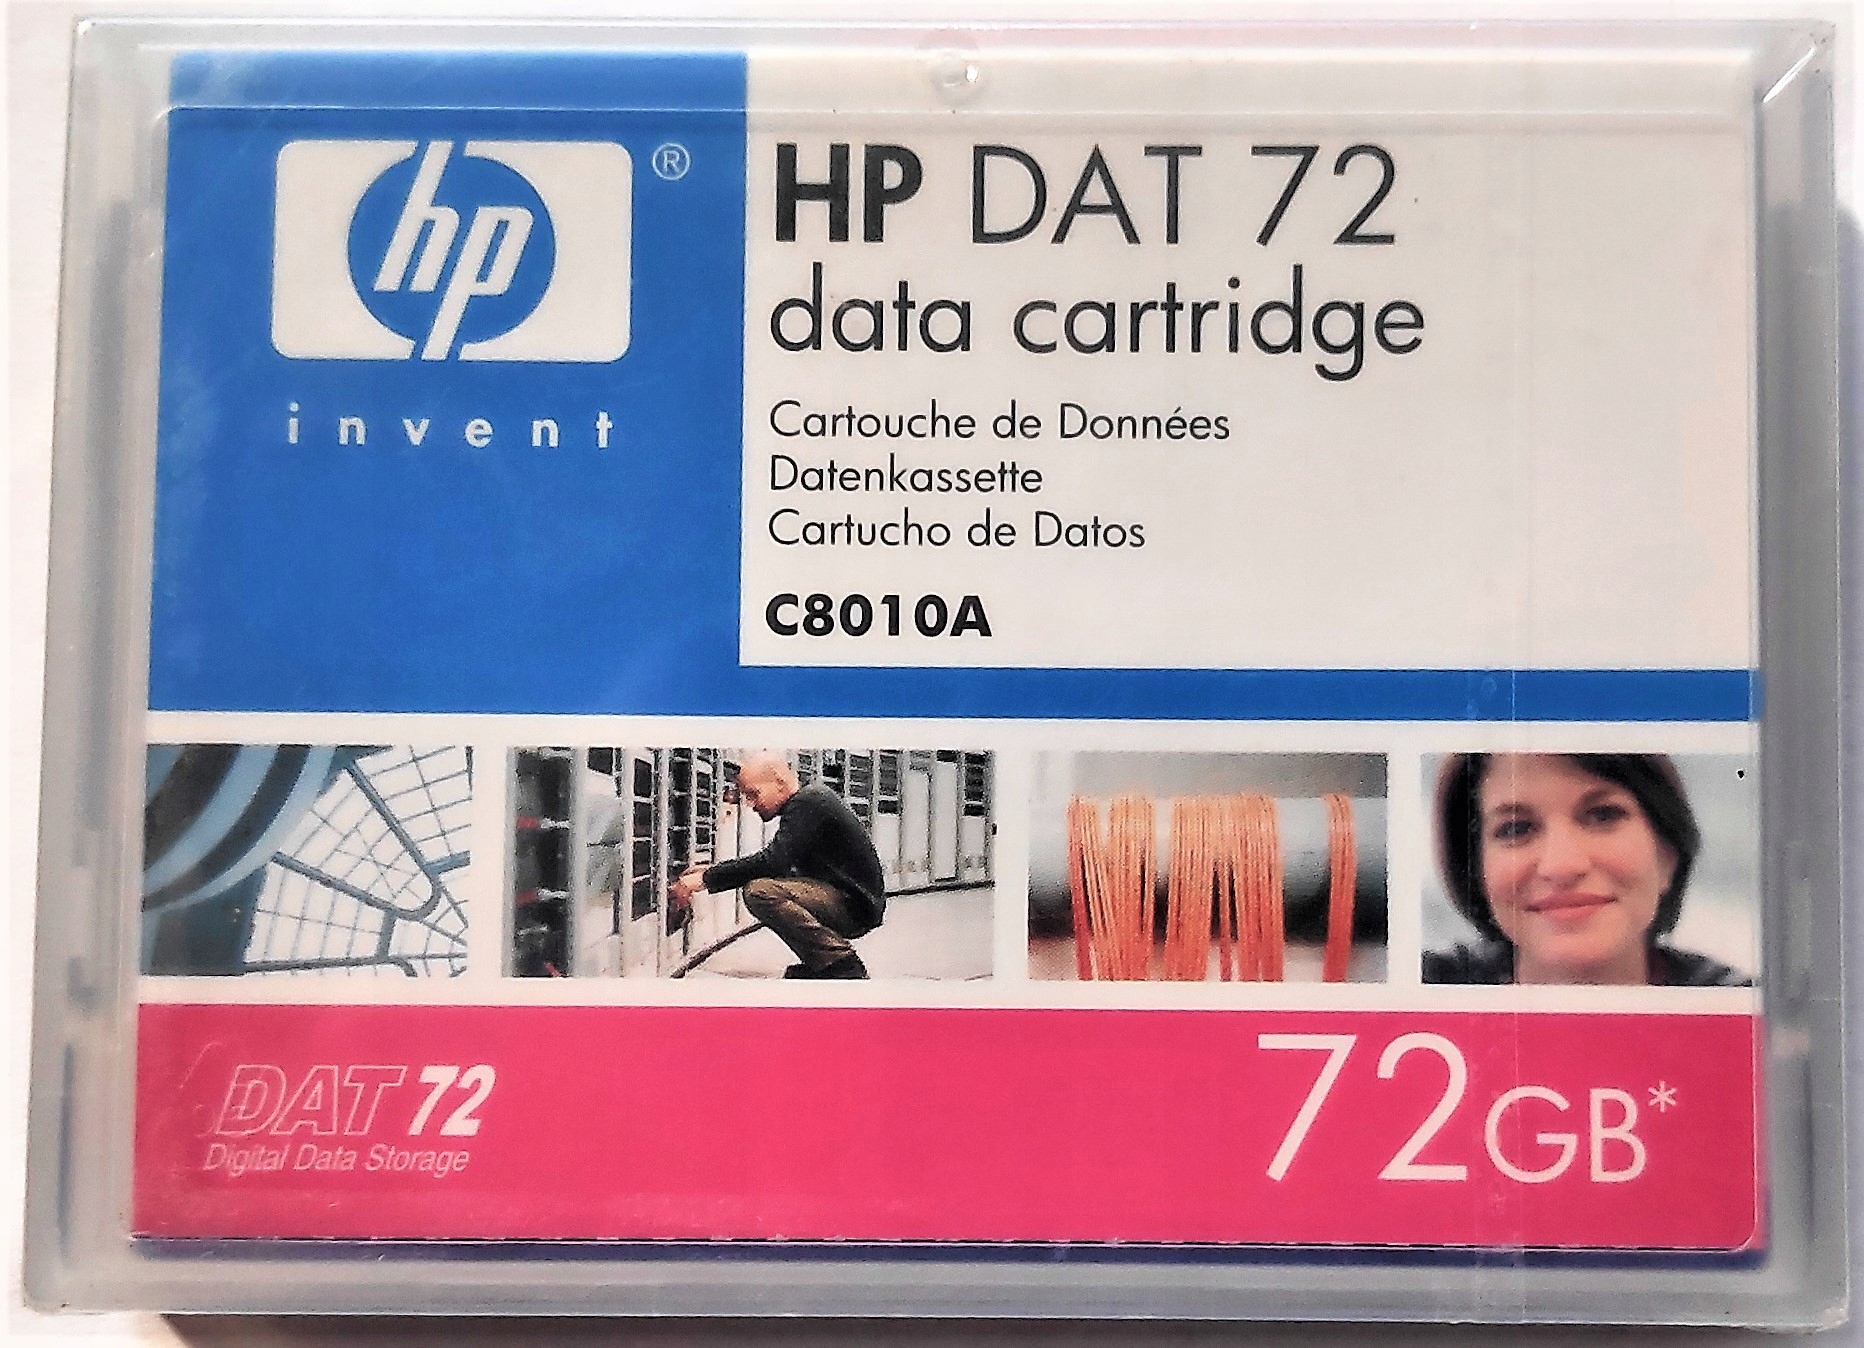 hp ®
invent
HP DAT 72
data cartridge
Cartouche de Données
Datenkassette
Cartucho de Datos
C8010A
DAT 72
Digital Data Storage
72GB*